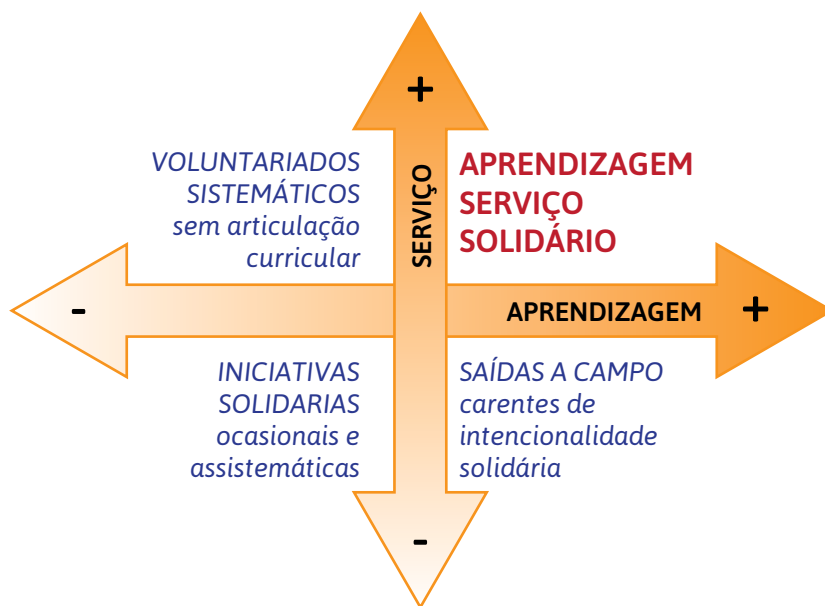 +
VOLUNTARIADOS
SISTEMÁTICOS
sem articulação
curricular
SERVIÇO
APRENDIZAGEM
SERVIÇO
SOLIDÁRIO
-
APRENDIZAGEM
+
INICIATIVAS
SOLIDARIAS
ocasionais e
assistemáticas
SAÍDAS A CAMPO
carentes de
intencionalidade
solidária
-